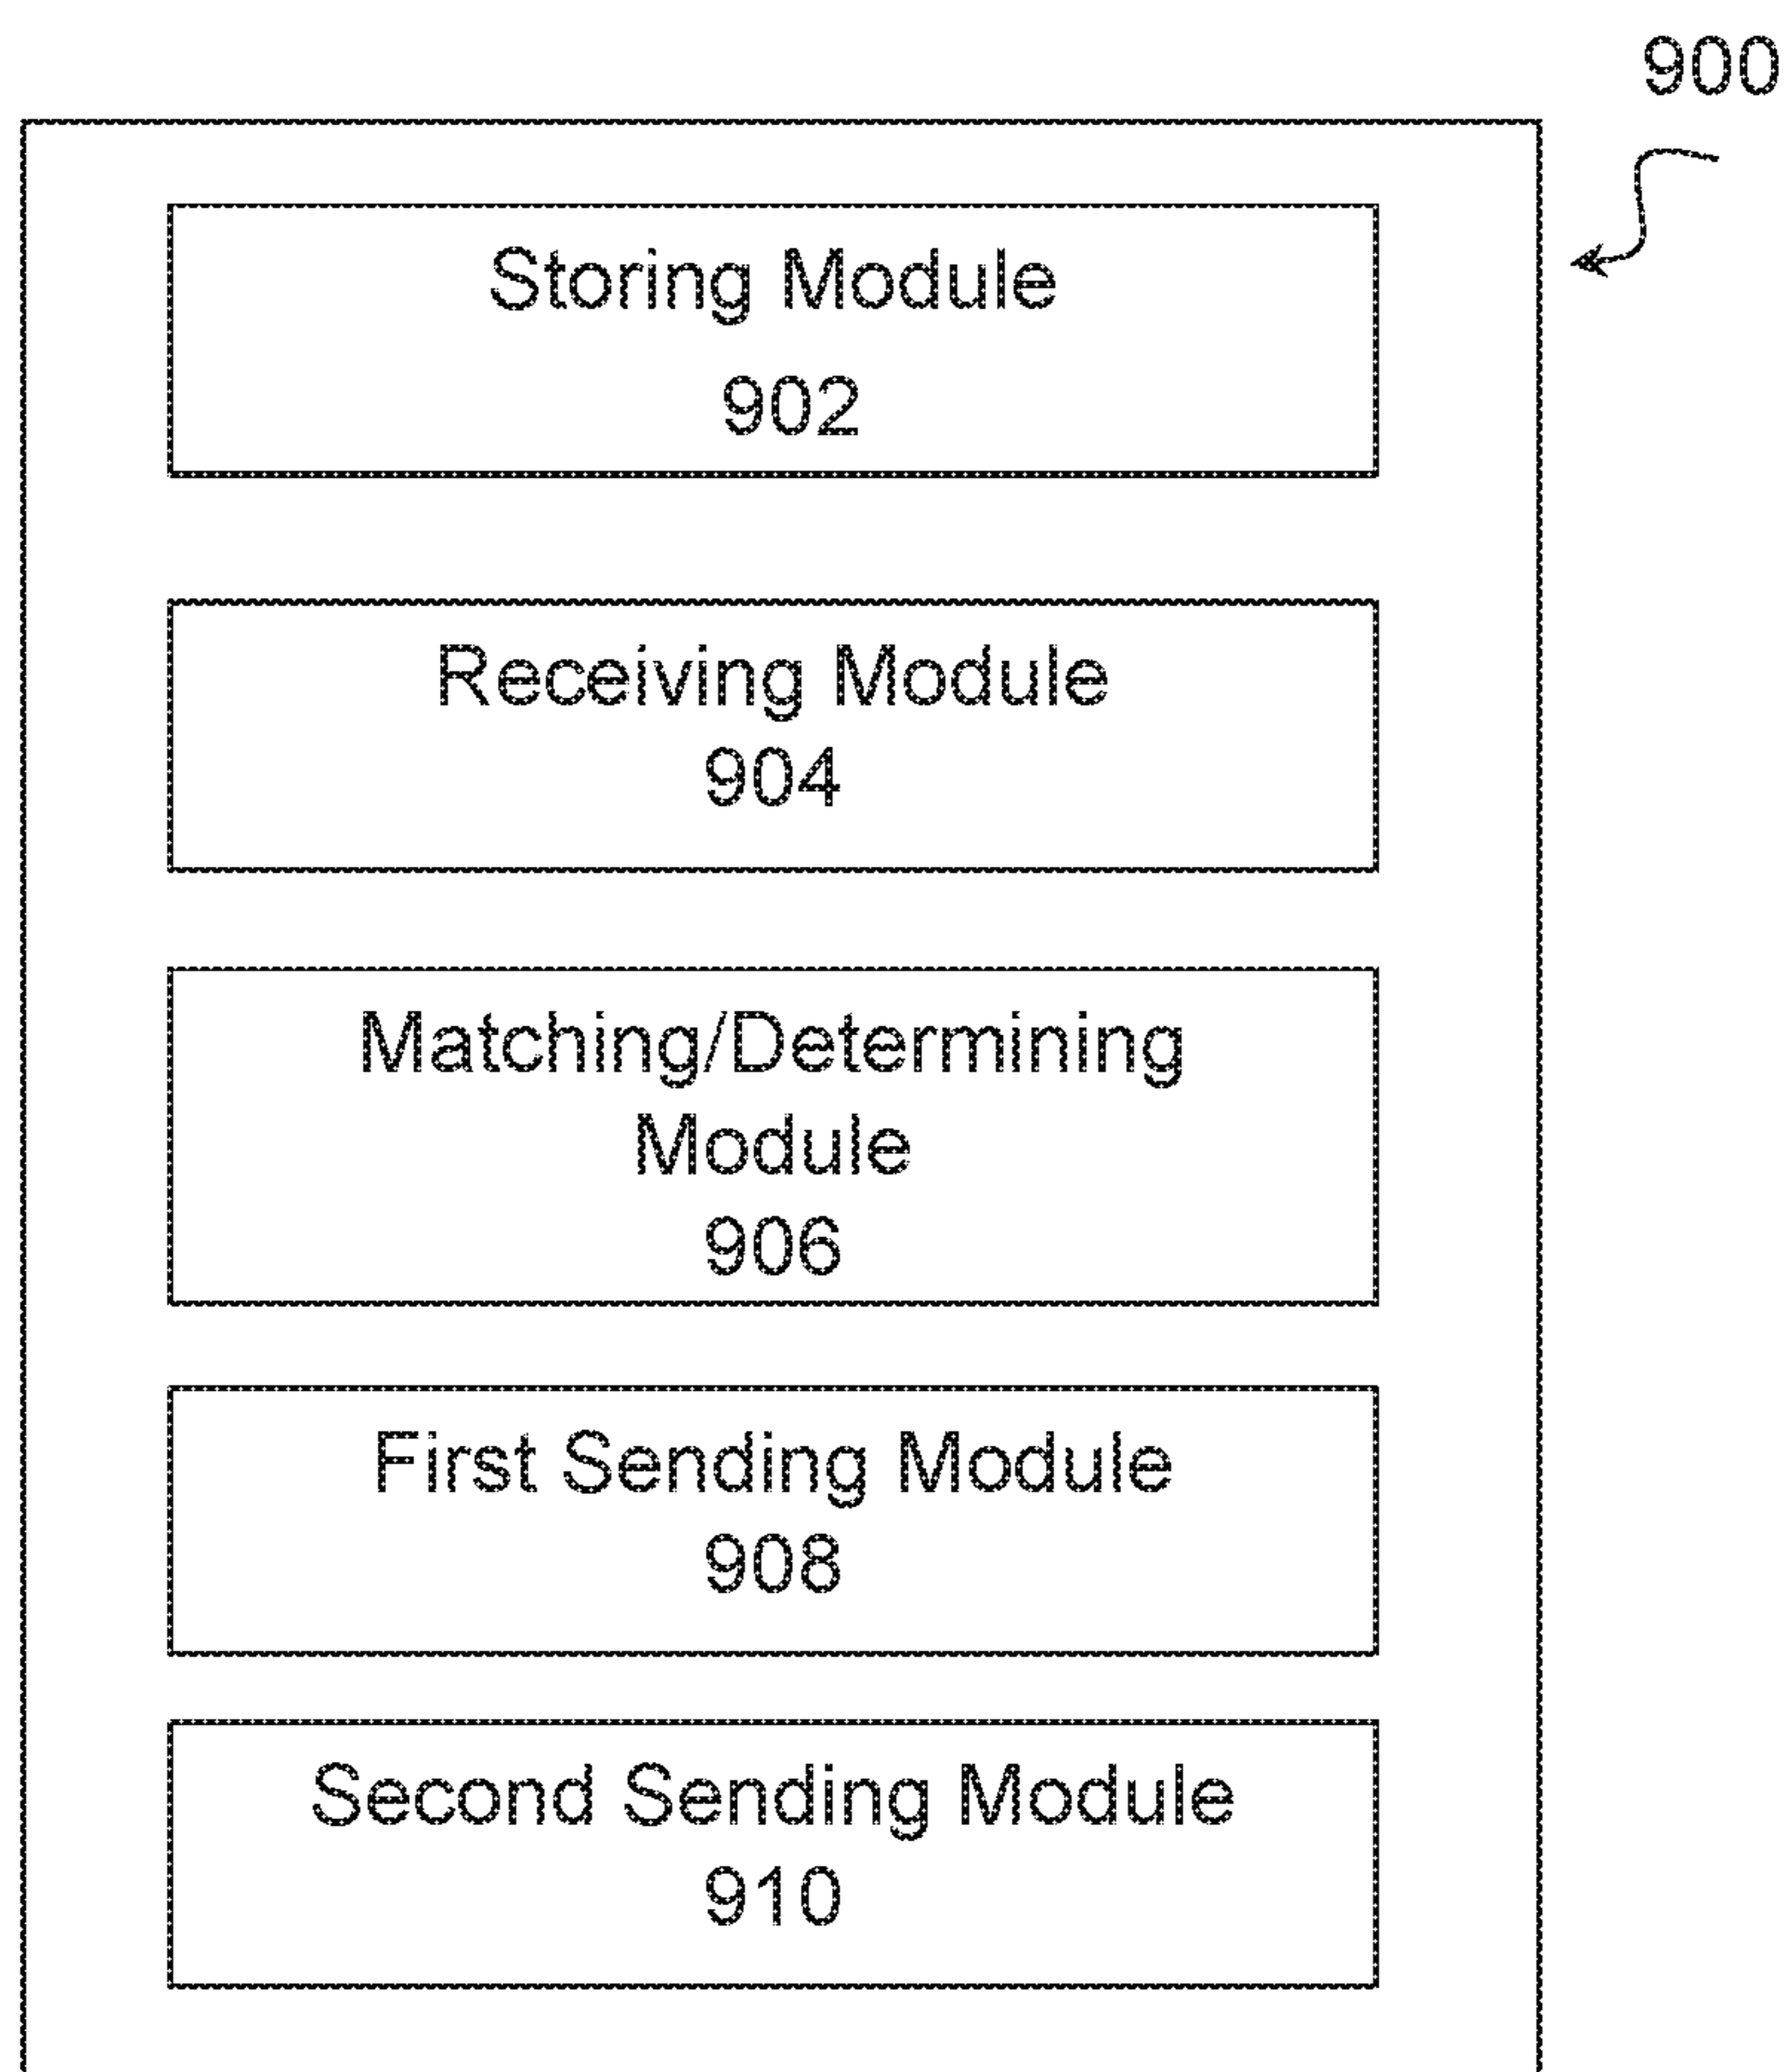 900
Storing Module
902
Receiving Module
904
Matching/Determining
Module
906
First Sending Module
908
Second Sending Module
910